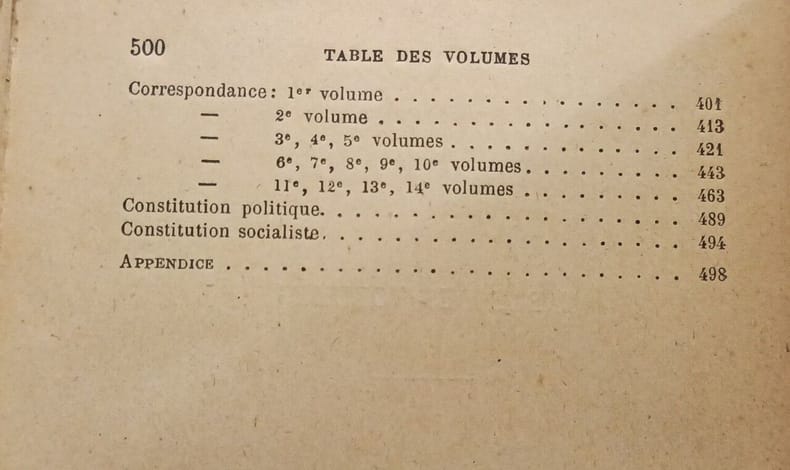 500 TABLE DES VOLUMES
Correspondance: 1er volume . . . . . . . . . . . . . . . . . 401
— 2e volume . . . . . . . . . . . . . . . . . 413
— 3e, 4e, 5e volumes . . . . . . . . . . . . . 421
— 6e, 7e, 8e, 9e, 10e volumes. . . . . . . . . 443
— 11e, 12e, 13e, 14e volumes . . . . . . . . . 463
Constitution politique. . . . . . . . . . . . . . . . . . . . 489
Constitution socialiste. . . . . . . . . . . . . . . . . . . . 494
APPENDICE . . . . . . . . . . . . . . . . . . . . . . . . . 498